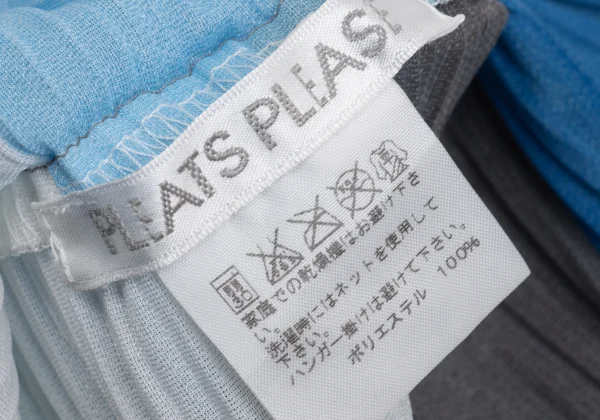 PLEATS PLEASE
家庭での乾燥機はお避け下さ
い。
洗濯時にはネットを使用して
下さい。
ハンガー掛けは避けて下さい。
ポリエステル 100%